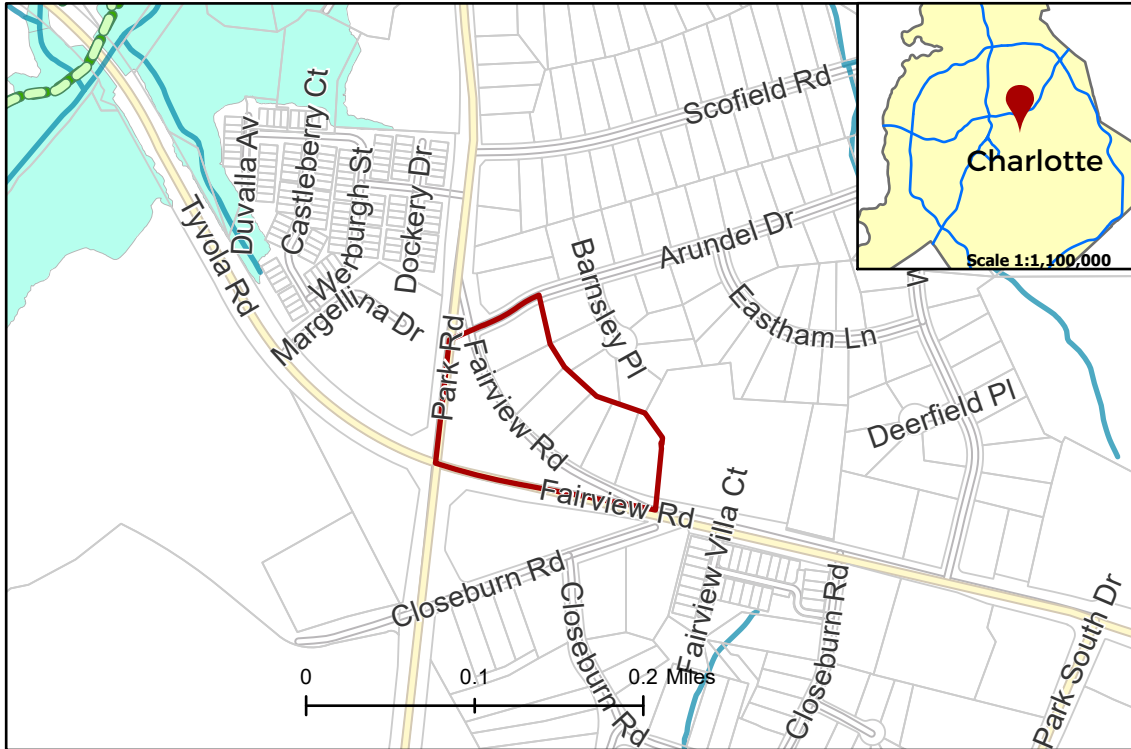 Scofield Rd
Duvalla Av
Castleberry Ct
Werburgh St
Dockery Dr
Tyvola Rd
Margellina Dr
Arundel Dr
Barnsley Pl
Eastham Ln
W
Park Rd
Fairview Rd
Deerfield Pl
Fairview Rd
Fairview Villa Ct
Closeburn Rd
Closeburn Rd
Closeburn Rd
Park South Dr
0 0.1 0.2 Miles
Charlotte
Scale 1:1,100,000